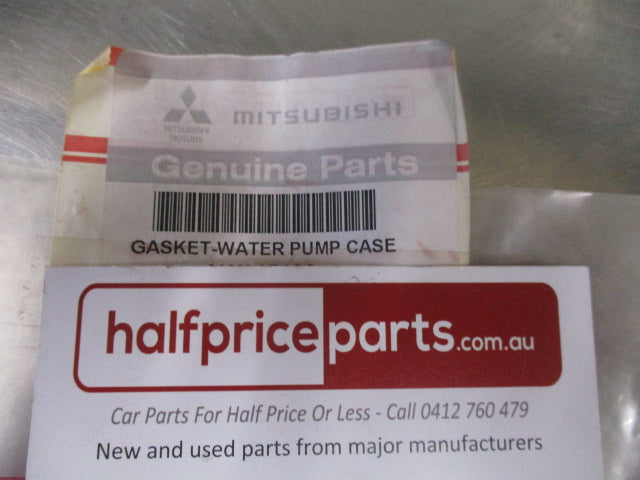 MITSUBISHI
MITSUBISHI
MOTORS
Genuine Parts
GASKET-WATER PUMP CASE
halfpriceparts.com.au
Car Parts For Half Price Or Less - Call 0412 760 479
New and used parts from major manufacturers